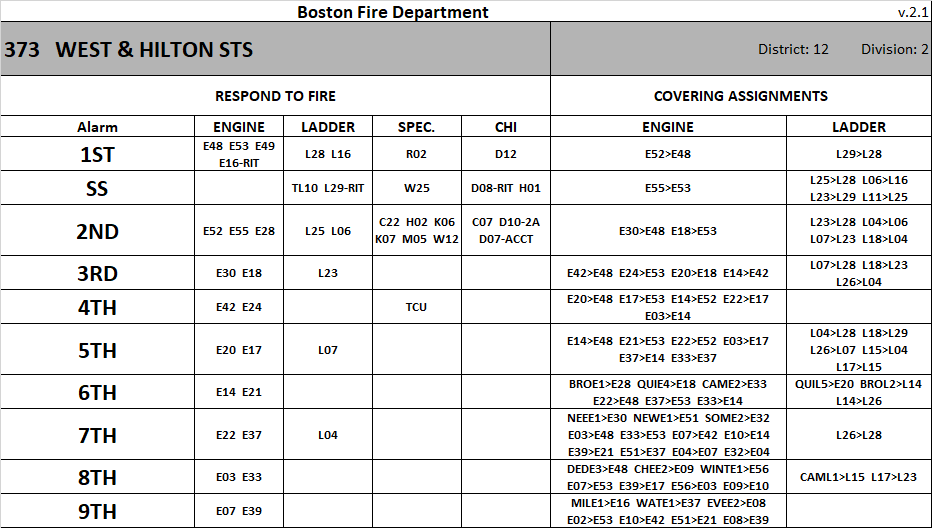 Boston Fire Department v.2.1
373 WEST & HILTON STS District: 12 Division: 2
RESPOND TO FIRE COVERING ASSIGNMENTS
Alarm ENGINE LADDER SPEC. CHI ENGINE LADDER
1ST
E48 E53 E49
E16-RIT
L28 L16
R02
D12
E52>E48
L29>L28
SS
TL10 L29-RIT
W25
D08-RIT H01
E55>E53
L25>L28 L06>L16
L23>L29 L11>L25
2ND
E52 E55 E28
L25 L06
C22 H02 K06
K07 M05 W12
C07 D10-2A
D07-ACCT
E30>E48 E18>E53
L23>L28 L04>L06
L07>L23 L18>L04
3RD
E30 E18
L23
E42>E48 E24>E53 E20>E18 E14>E42
L07>L28 L18>L23
L26>L04
4TH
E42 E24
TCU
E20>E48 E17>E53 E14>E52 E22>E17
E03>E14
5TH
E20 E17
L07
E14>E48 E21>E53 E22>E52 E03>E17
E37>E14 E33>E37
L04>L28 L18>L29
L26>L07 L15>L04
L17>L15
6TH
E14 E21
BROE1>E28 QUIE4>E18 CAME2>E33
E22>E48 E37>E53 E33>E14
QUIL5>E20 BROL2>L14
L14>L26
7TH
E22 E37
L04
NEEE1>E30 NEWE1>E51 SOME2>E32
E03>E48 E33>E53 E07>E42 E10>E14
E39>E21 E51>E37 E04>E07 E32>E04
L26>L28
8TH
E03 E33
DEDE3>E48 CHEE2>E09 WINTE1>E56
E07>E53 E39>E17 E56>E03 E09>E10
CAML1>L15 L17>L23
9TH
E07 E39
MILE1>E16 WATE1>E37 EVEE2>E08
E02>E53 E10>E42 E51>E21 E08>E39